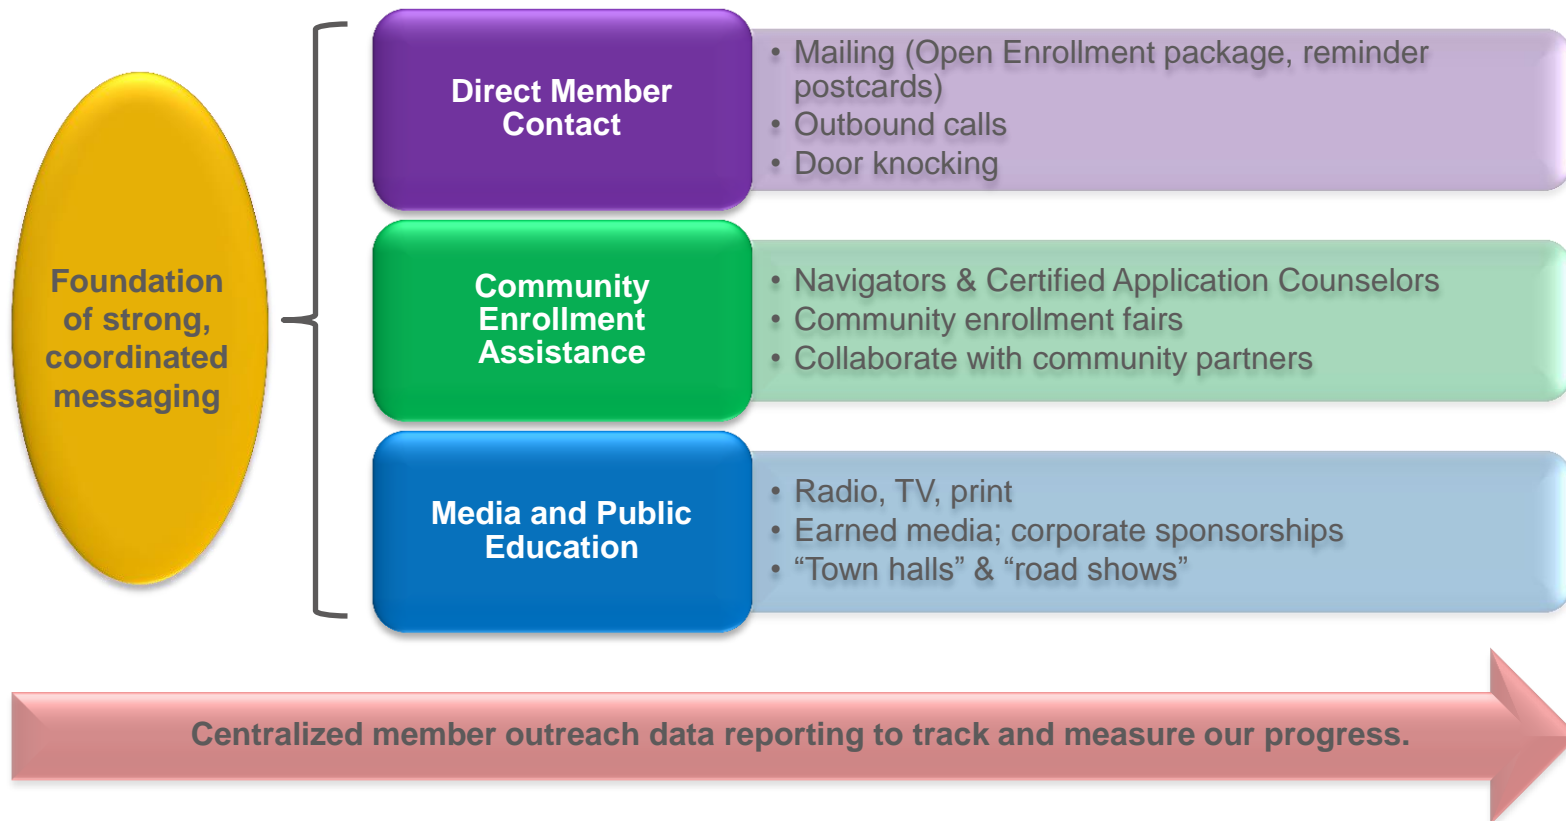 Foundation
of strong,
coordinated
messaging
Direct Member
Contact
• Mailing (Open Enrollment package, reminder
postcards)
• Outbound calls
• Door knocking
Community
Enrollment
Assistance
• Navigators & Certified Application Counselors
• Community enrollment fairs
• Collaborate with community partners
Media and Public
Education
• Radio, TV, print
• Earned media; corporate sponsorships
• “Town halls” & “road shows”
Centralized member outreach data reporting to track and measure our progress.